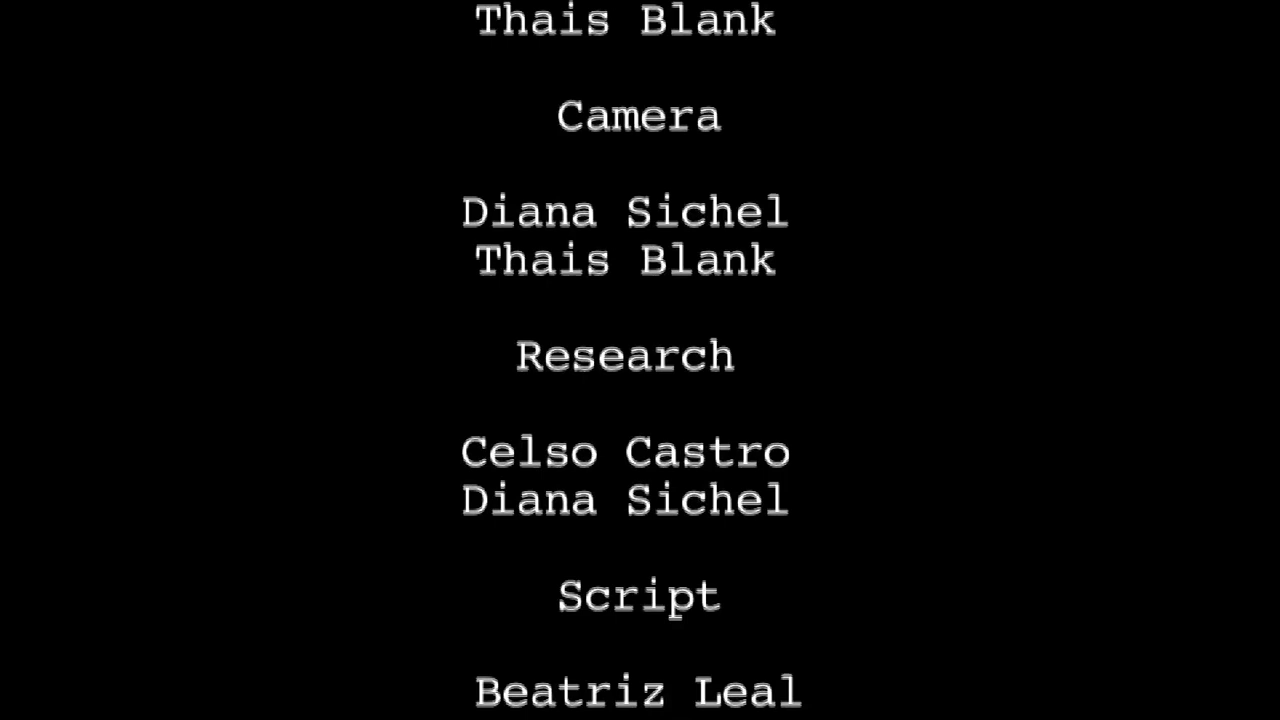 Thais Blank
Camera
Diana Sichel
Thais Blank
Research
Celso Castro
Diana Sichel
Script
Beatriz Leal